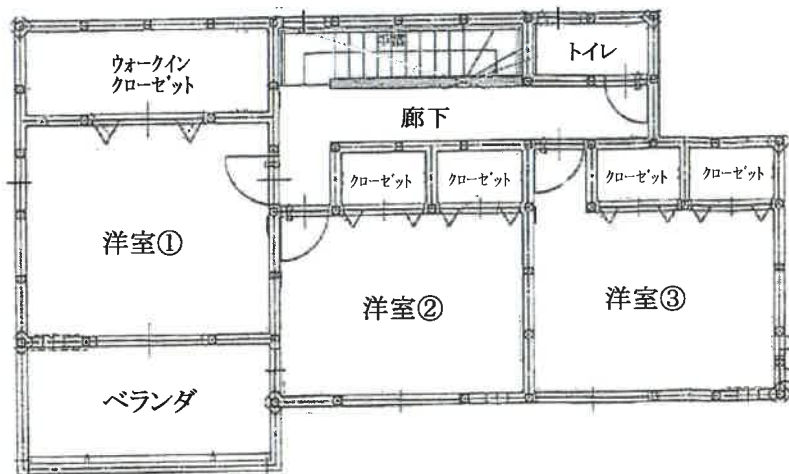 ウォークイン
クローゼット
トイレ
廊下
クローゼット
クローゼット
クローゼット
クローゼット
洋室①
洋室②
洋室③
ベランダ